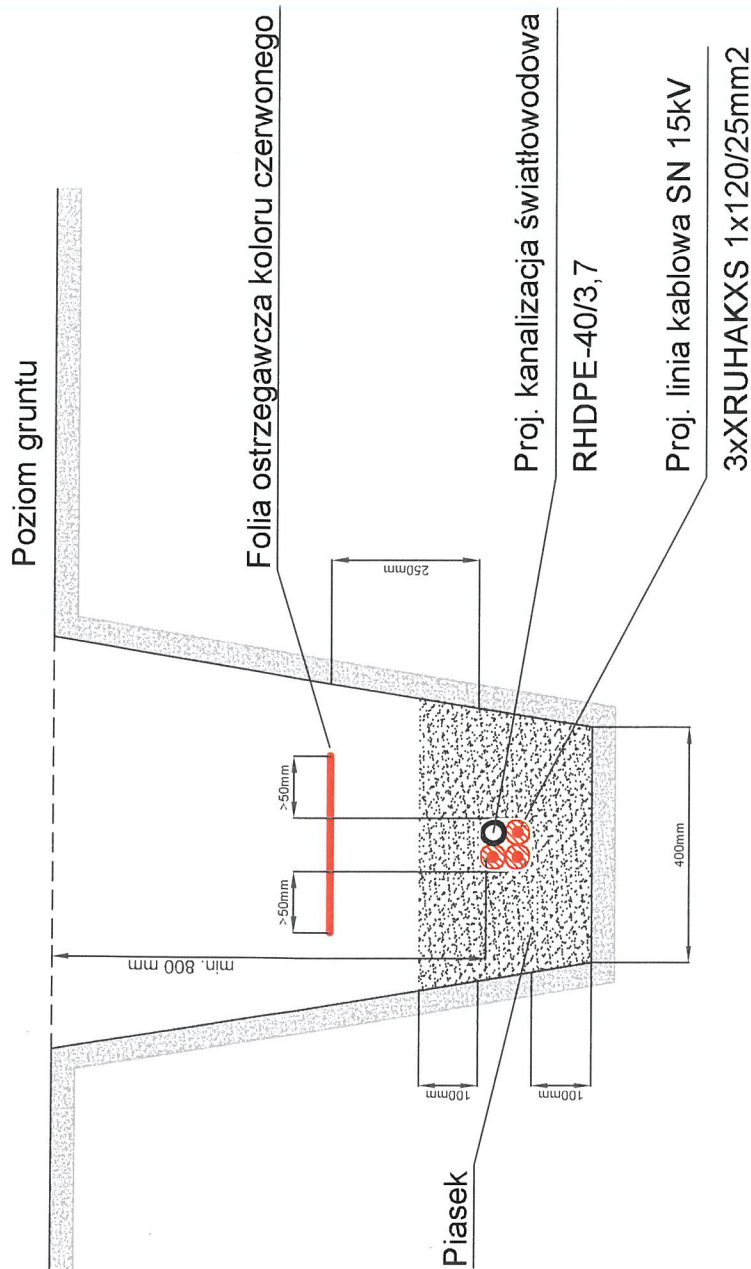 Poziom gruntu
Folia ostrzegawcza koloru czerwonego
>50mm
>50mm
250mm
min. 800 mm
Proj. kanalizacja światłowodowa
RHDPE-40/3,7
Proj. linia kablowa SN 15kV
3xXRUHAKXS 1x120/25mm2
100mm
100mm
400mm
Piasek